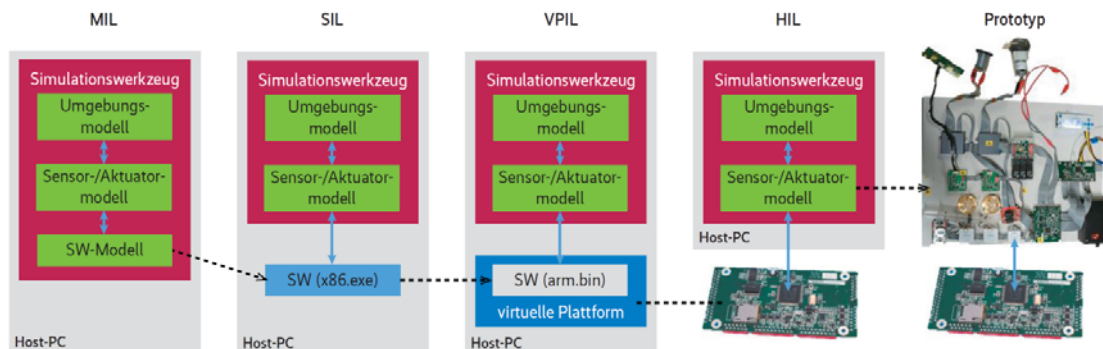 MIL
SIL
VPIL
HIL
Prototyp
Simulationswerkzeug
Umgebungs-
modell
Sensor-/Aktuator-
modell
SW-Modell
Host-PC
Simulationswerkzeug
Umgebungs-
modell
Sensor-/Aktuator-
modell
SW (x86.exe)
Host-PC
Simulationswerkzeug
Umgebungs-
modell
Sensor-/Aktuator-
modell
SW (arm.bin)
virtuelle Plattform
Host-PC
Simulationswerkzeug
Umgebungs-
modell
Sensor-/Aktuator-
modell
Host-PC